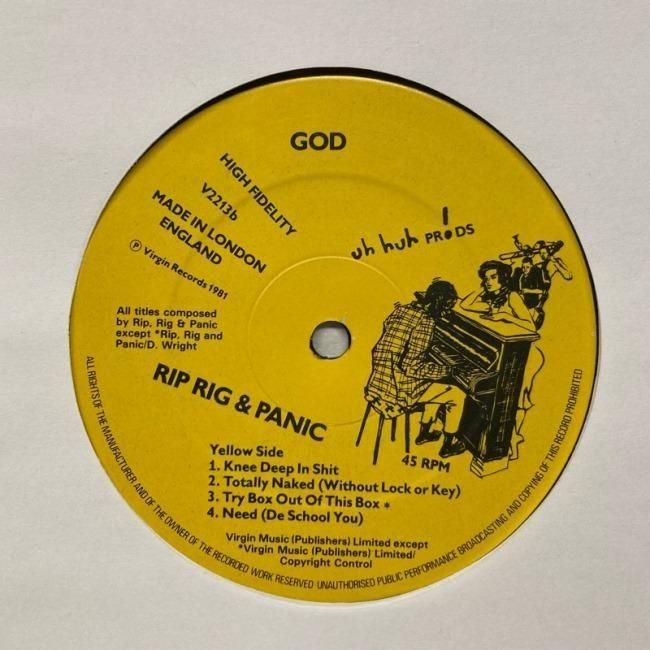 GOD
HIGH FIDELITY
V2213b
MADE IN LONDON
ENGLAND
℗ Virgin Records 1981
uh huh PRODS
All titles composed
by Rip, Rig & Panic
except *Rip, Rig and
Panic/D. Wright
RIP RIG & PANIC
45 RPM
Yellow Side
1. Knee Deep In Shit
2. Totally Naked (Without Lock or Key)
3. Try Box Out Of This Box *
4. Need (De School You)
Virgin Music (Publishers) Limited except
*Virgin Music (Publishers) Limited/
Copyright Control
ALL RIGHTS OF THE MANUFACTURER AND OF THE OWNER OF THE RECORDED WORK RESERVED UNAUTHORISED PUBLIC PERFORMANCE BROADCASTING AND COPYING OF THIS RECORD PROHIBITED